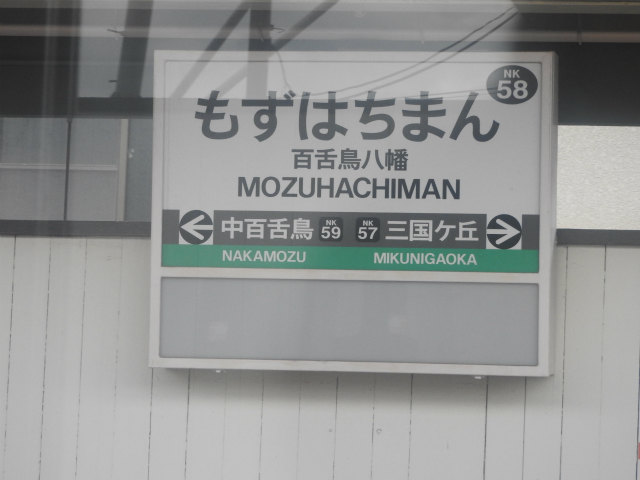 NK
58
もずはちまん
百舌鳥八幡
MOZUHACHIMAN
← 中百舌鳥 NK 59 NK 57 三国ケ丘 →
NAKAMOZU MIKUNIGAOKA